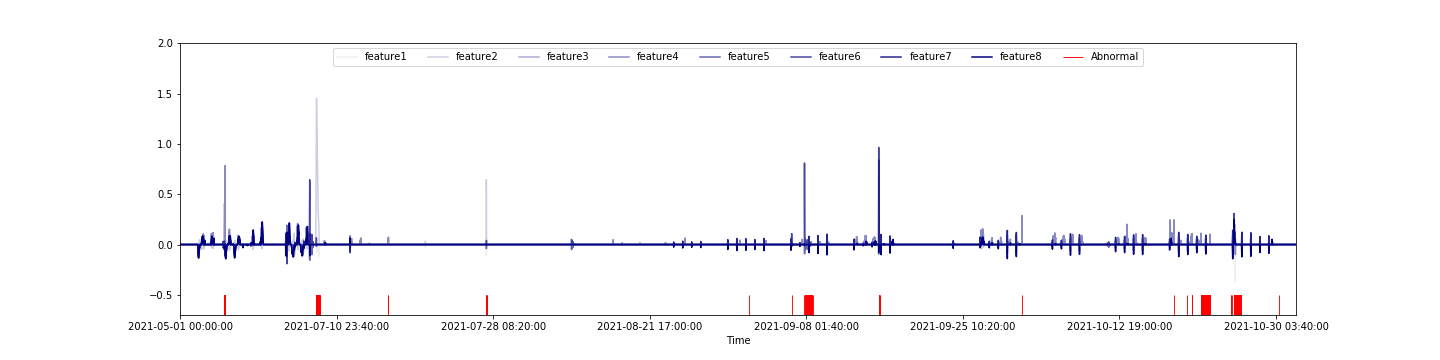 2.0
feature1 feature2 feature3 feature4 feature5 feature6 feature7 feature8 Abnormal
1.5
1.0
0.5
0.0
−0.5
2021-05-01 00:00:00 2021-07-10 23:40:00 2021-07-28 08:20:00 2021-08-21 17:00:00 2021-09-08 01:40:00 2021-09-25 10:20:00 2021-10-12 19:00:00 2021-10-30 03:40:00
Time